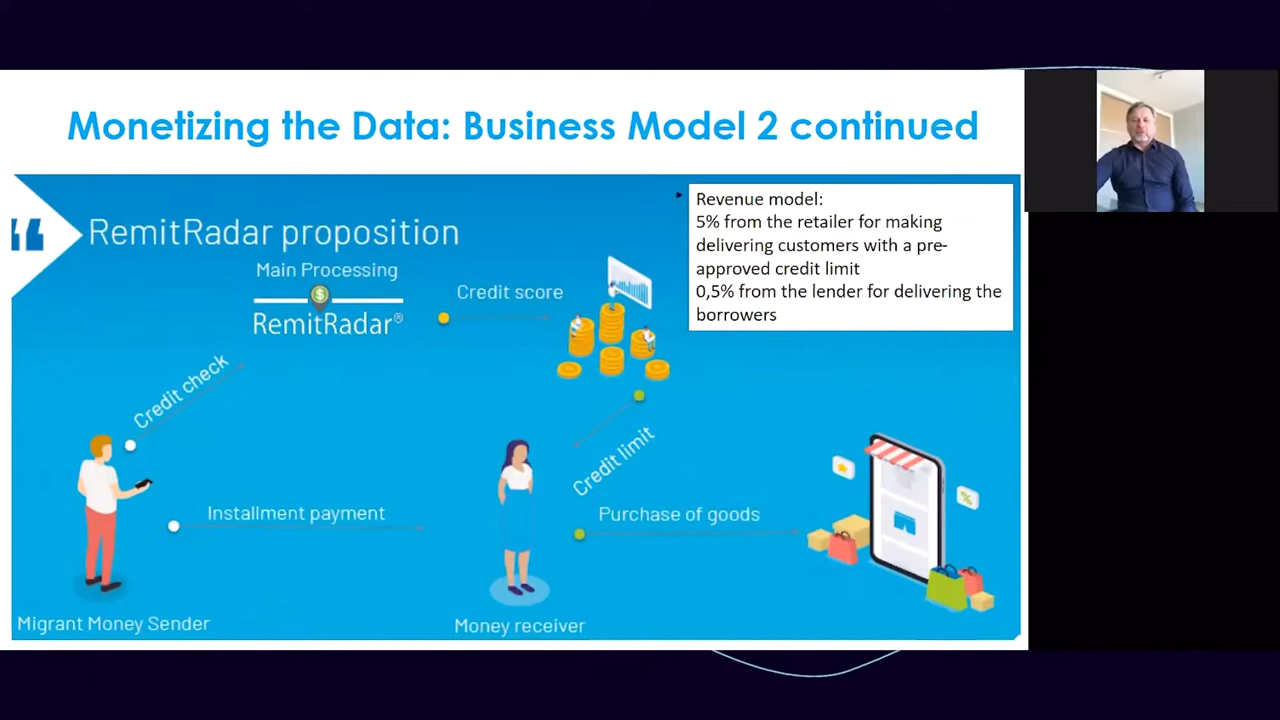 Monetizing the Data: Business Model 2 continued
RemitRadar proposition
Revenue model:
5% from the retailer for making
delivering customers with a pre-
approved credit limit
0,5% from the lender for delivering the
borrowers
Main Processing
RemitRadar®
Credit score
Credit check
Credit limit
Installment payment
Purchase of goods
Migrant Money Sender
Money receiver